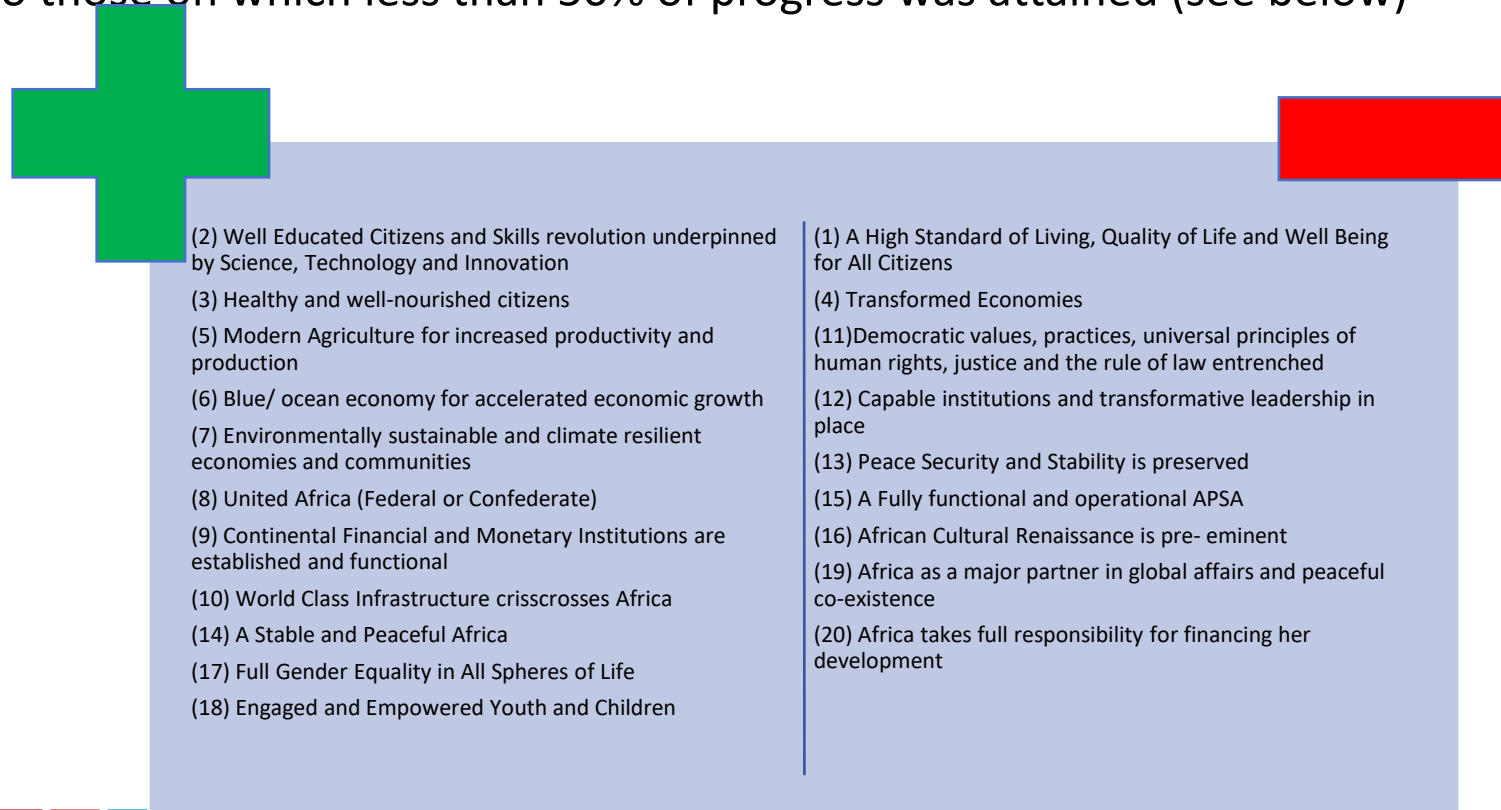 those on which less than 50% of progress was attained (see below)
(2) Well Educated Citizens and Skills revolution underpinned
by Science, Technology and Innovation
(3) Healthy and well-nourished citizens
(5) Modern Agriculture for increased productivity and
production
(6) Blue/ ocean economy for accelerated economic growth
(7) Environmentally sustainable and climate resilient
economies and communities
(8) United Africa (Federal or Confederate)
(9) Continental Financial and Monetary Institutions are
established and functional
(10) World Class Infrastructure crisscrosses Africa
(14) A Stable and Peaceful Africa
(17) Full Gender Equality in All Spheres of Life
(18) Engaged and Empowered Youth and Children
(1) A High Standard of Living, Quality of Life and Well Being
for All Citizens
(4) Transformed Economies
(11)Democratic values, practices, universal principles of
human rights, justice and the rule of law entrenched
(12) Capable institutions and transformative leadership in
place
(13) Peace Security and Stability is preserved
(15) A Fully functional and operational APSA
(16) African Cultural Renaissance is pre- eminent
(19) Africa as a major partner in global affairs and peaceful
co-existence
(20) Africa takes full responsibility for financing her
development